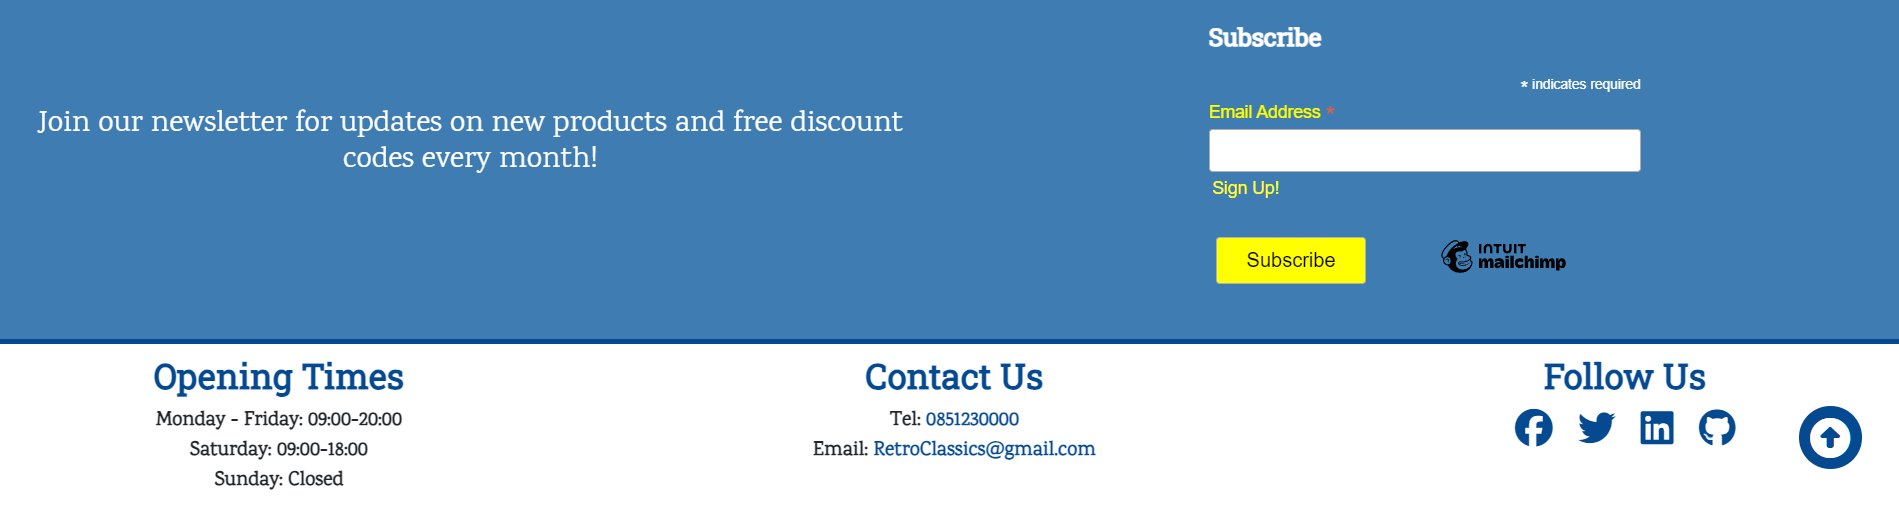 Subscribe
* indicates required
Email Address *
Join our newsletter for updates on new products and free discount
codes every month!
Sign Up!
Subscribe
INTUIT
mailchimp
Opening Times
Monday - Friday: 09:00-20:00
Saturday: 09:00-18:00
Sunday: Closed
Contact Us
Tel: 0851230000
Email: RetroClassics@gmail.com
Follow Us